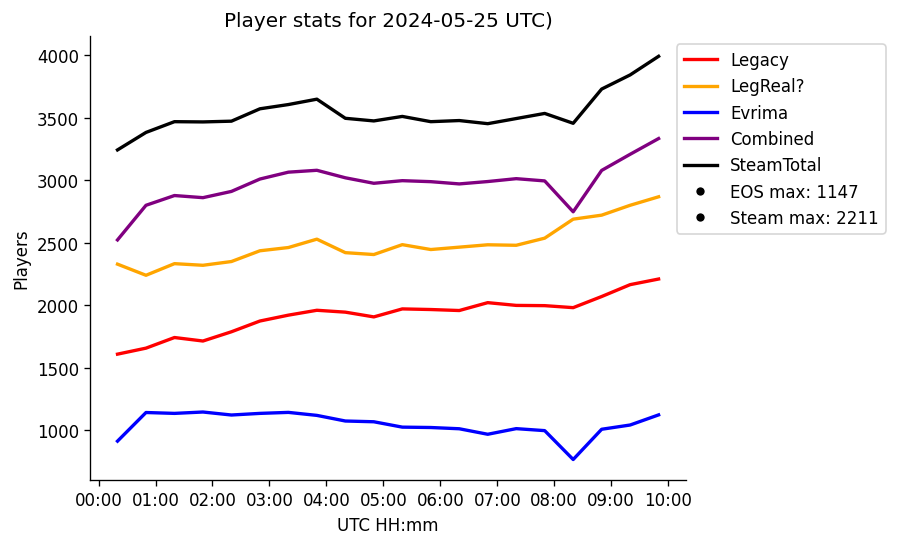 Player stats for 2024-05-25 UTC)
Players
4000
3500
3000
2500
2000
1500
1000
00:00 01:00 02:00 03:00 04:00 05:00 06:00 07:00 08:00 09:00 10:00
UTC HH:mm
Legacy
LegReal?
Evrima
Combined
SteamTotal
EOS max: 1147
Steam max: 2211